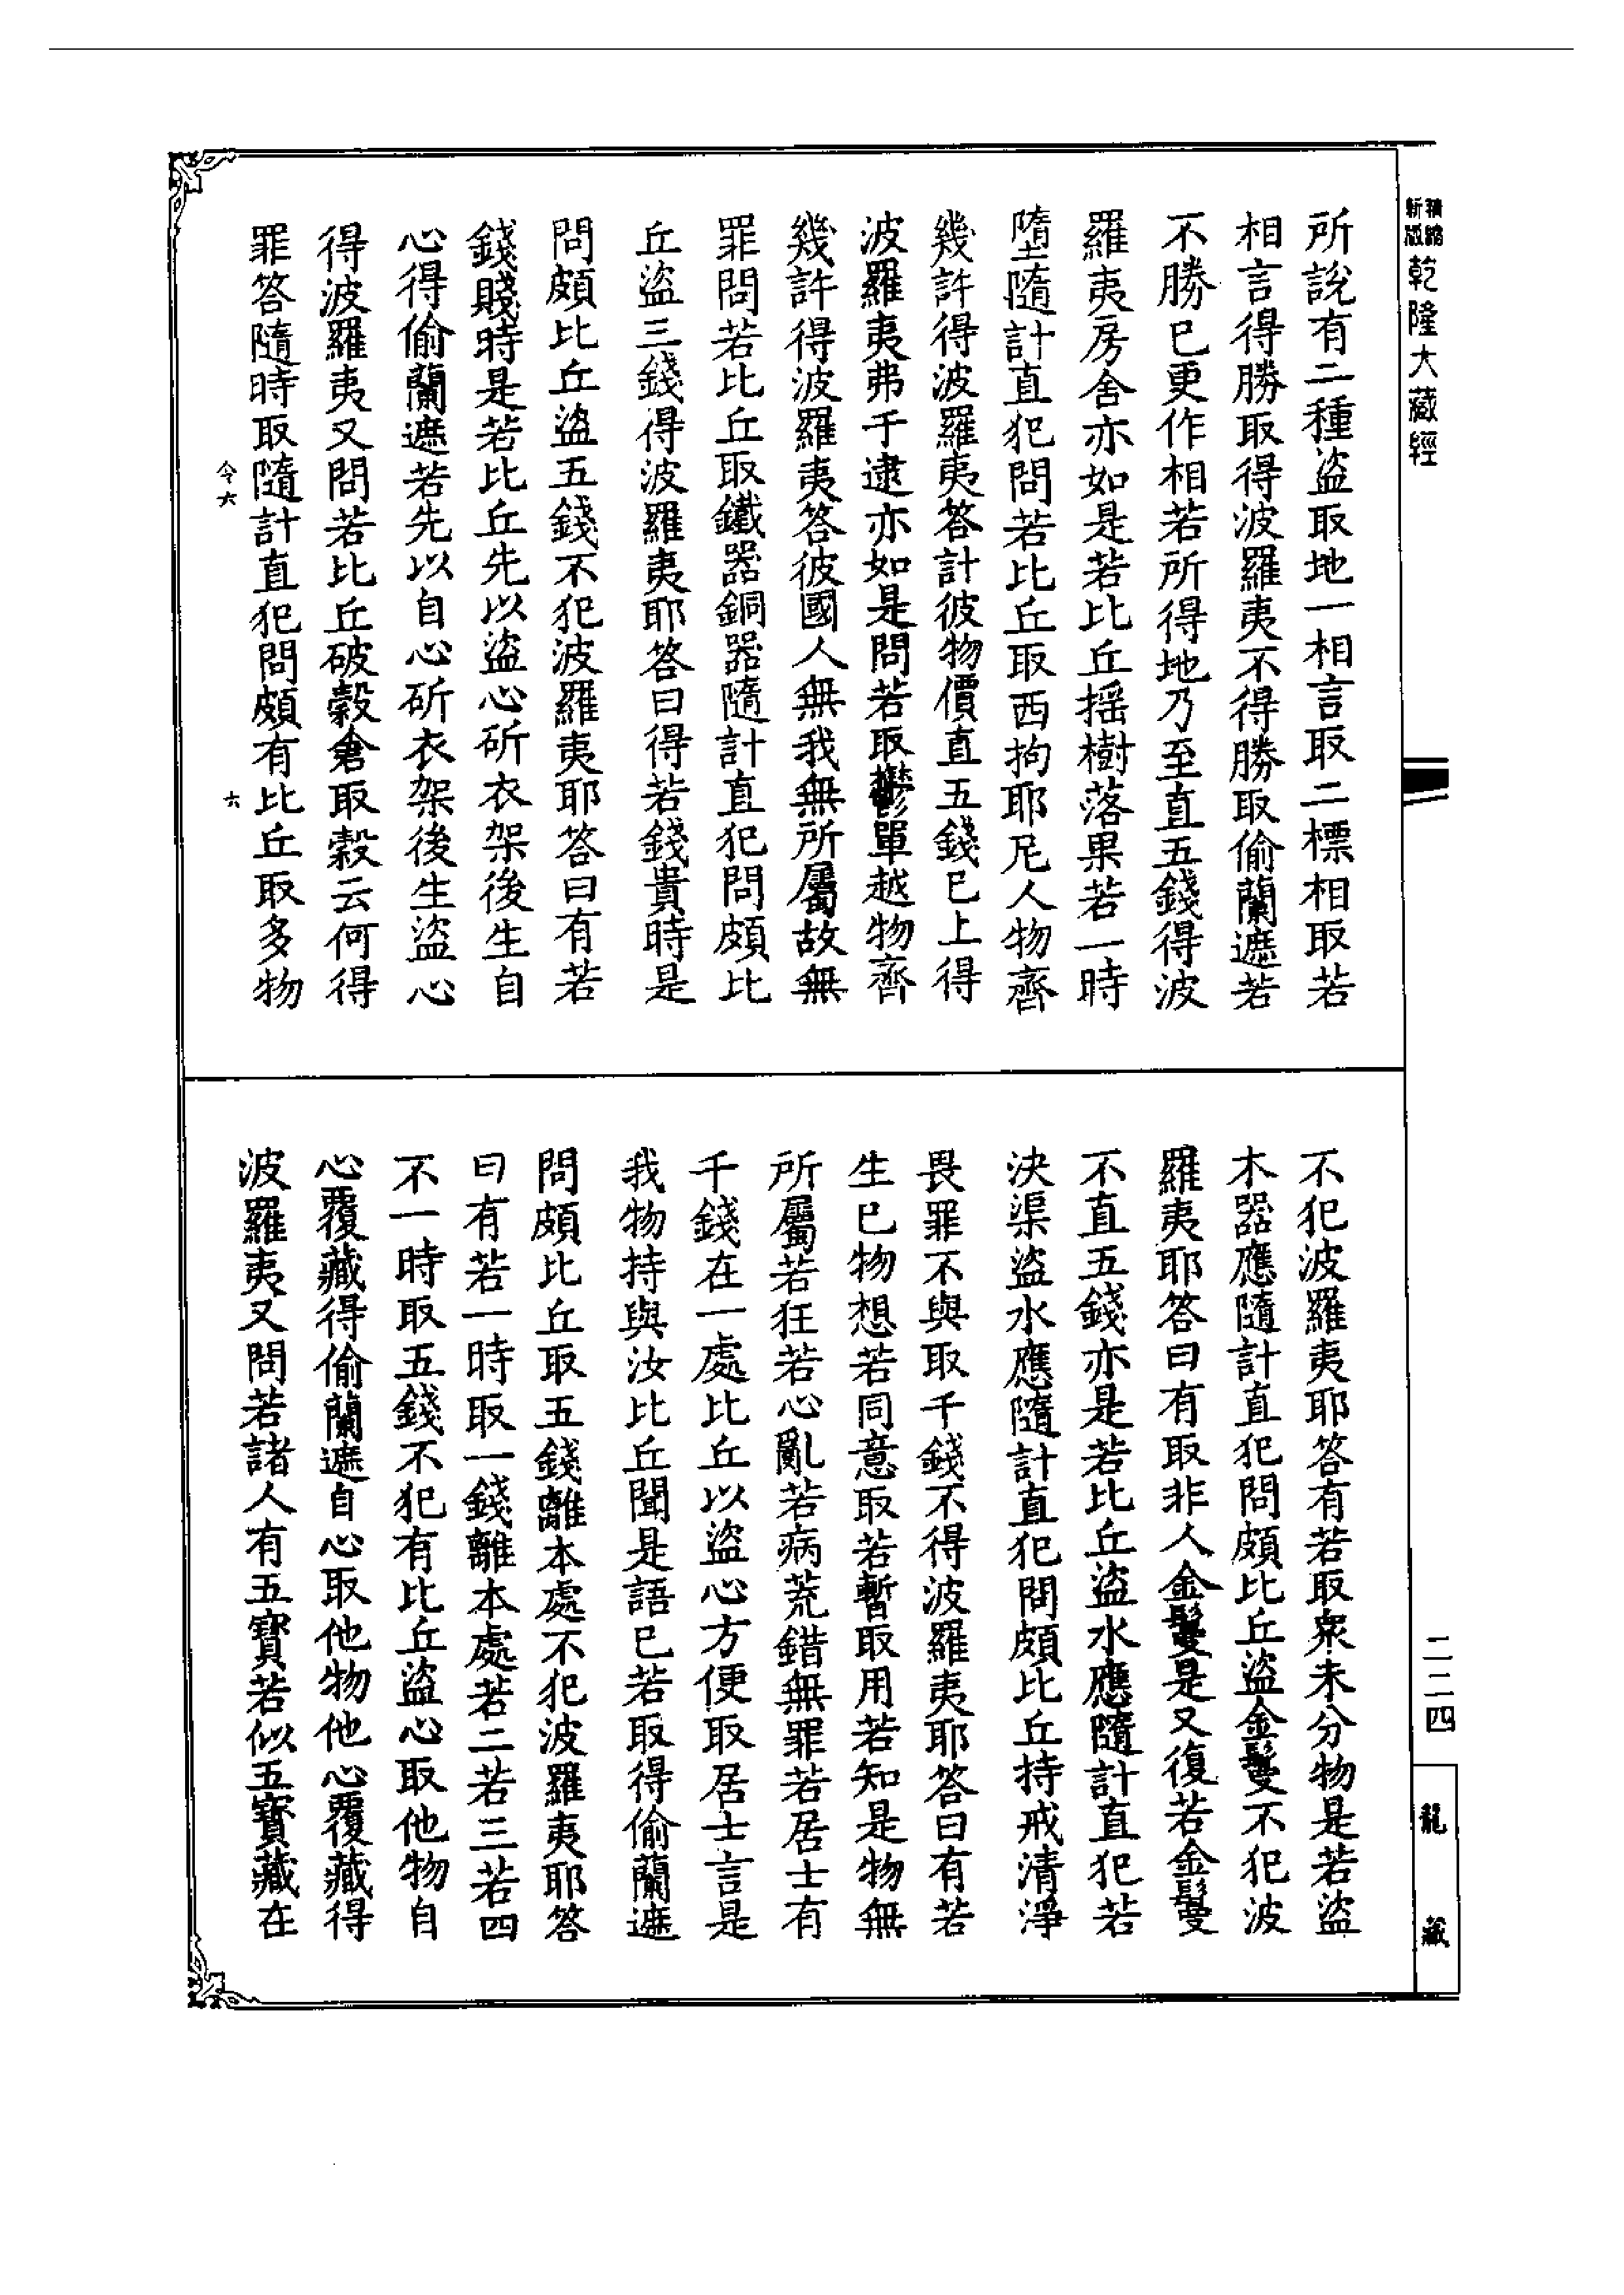 新版精縮乾隆大藏經
所說有二種盜取地一相言取二標相取若
相言得勝取得波羅夷不得勝取偷蘭遮若
不勝已更作相若所得地乃至直五錢得波
羅夷房舍亦如是若比丘搖樹落果若一時
墮隨計直犯問若比丘取西拘耶尼人物齊
幾許得波羅夷答計彼物價直五錢已上得
波羅夷弗于逮亦如是問若取鬱單越物齊
幾許得波羅夷答彼國人無我無所屬故無
罪問若比丘取鐵器銅器隨計直犯問頗比
丘盜三錢得波羅夷耶答曰得若錢貴時是
問頗比丘盜五錢不犯波羅夷耶答曰有若
錢賤時是若比丘先以盜心斫衣架後生自
心得偷蘭遮若先以自心斫衣架後生盜心
得波羅夷又問若比丘破穀倉取穀云何得
罪答隨時取隨計直犯問頗有比丘取多物
令六
六
不犯波羅夷耶答有若取衆未分物是若盜
木器應隨計直犯問頗比丘盜金鬘不犯波
羅夷耶答曰有取非人金鬘是又復若金鬘
不直五錢亦是若比丘盜水應隨計直犯若
決渠盜水應隨計直犯問頗比丘持戒清淨
畏罪不與取千錢不得波羅夷耶答曰有若
生已物想若同意取若暫取用若知是物無
所屬若狂若心亂若病荒錯無罪若居士有
千錢在一處比丘以盜心方便取居士言是
我物持與汝比丘聞是語已若取得偷蘭遮
問頗比丘取五錢離本處不犯波羅夷耶答
曰有若一時取一錢離本處若二若三若四
不一時取五錢不犯有比丘盜心取他物自
心覆藏得偷蘭遮自心取他物他心覆藏得
波羅夷又問若諸人有五寶若似五寶藏在
二二四
龍藏